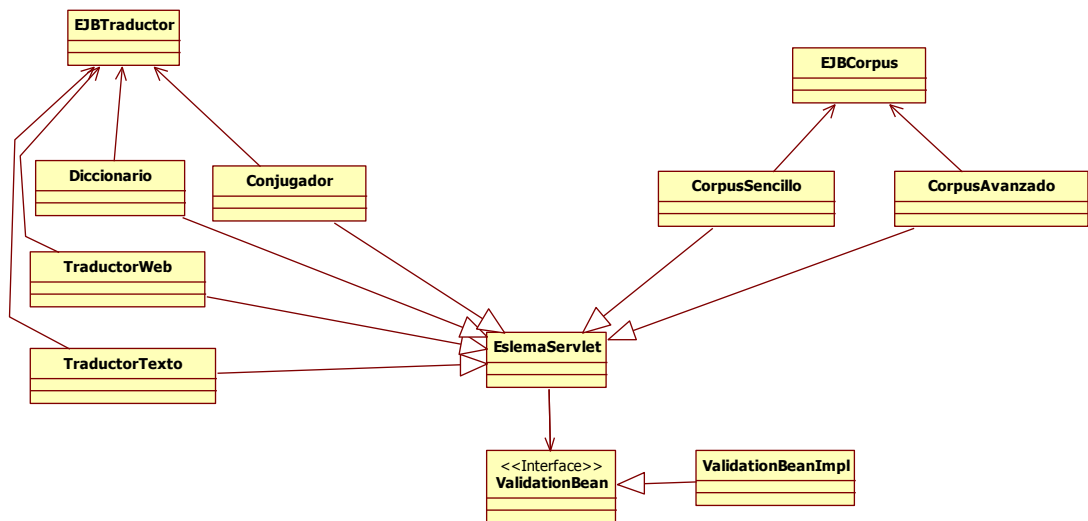 EJBTraductor
EJBCorpus
Diccionario
Conjugador
CorpusSencillo
CorpusAvanzado
TraductorWeb
EslemaServlet
TraductorTexto
<<Interface>>
ValidationBean
ValidationBeanImpl